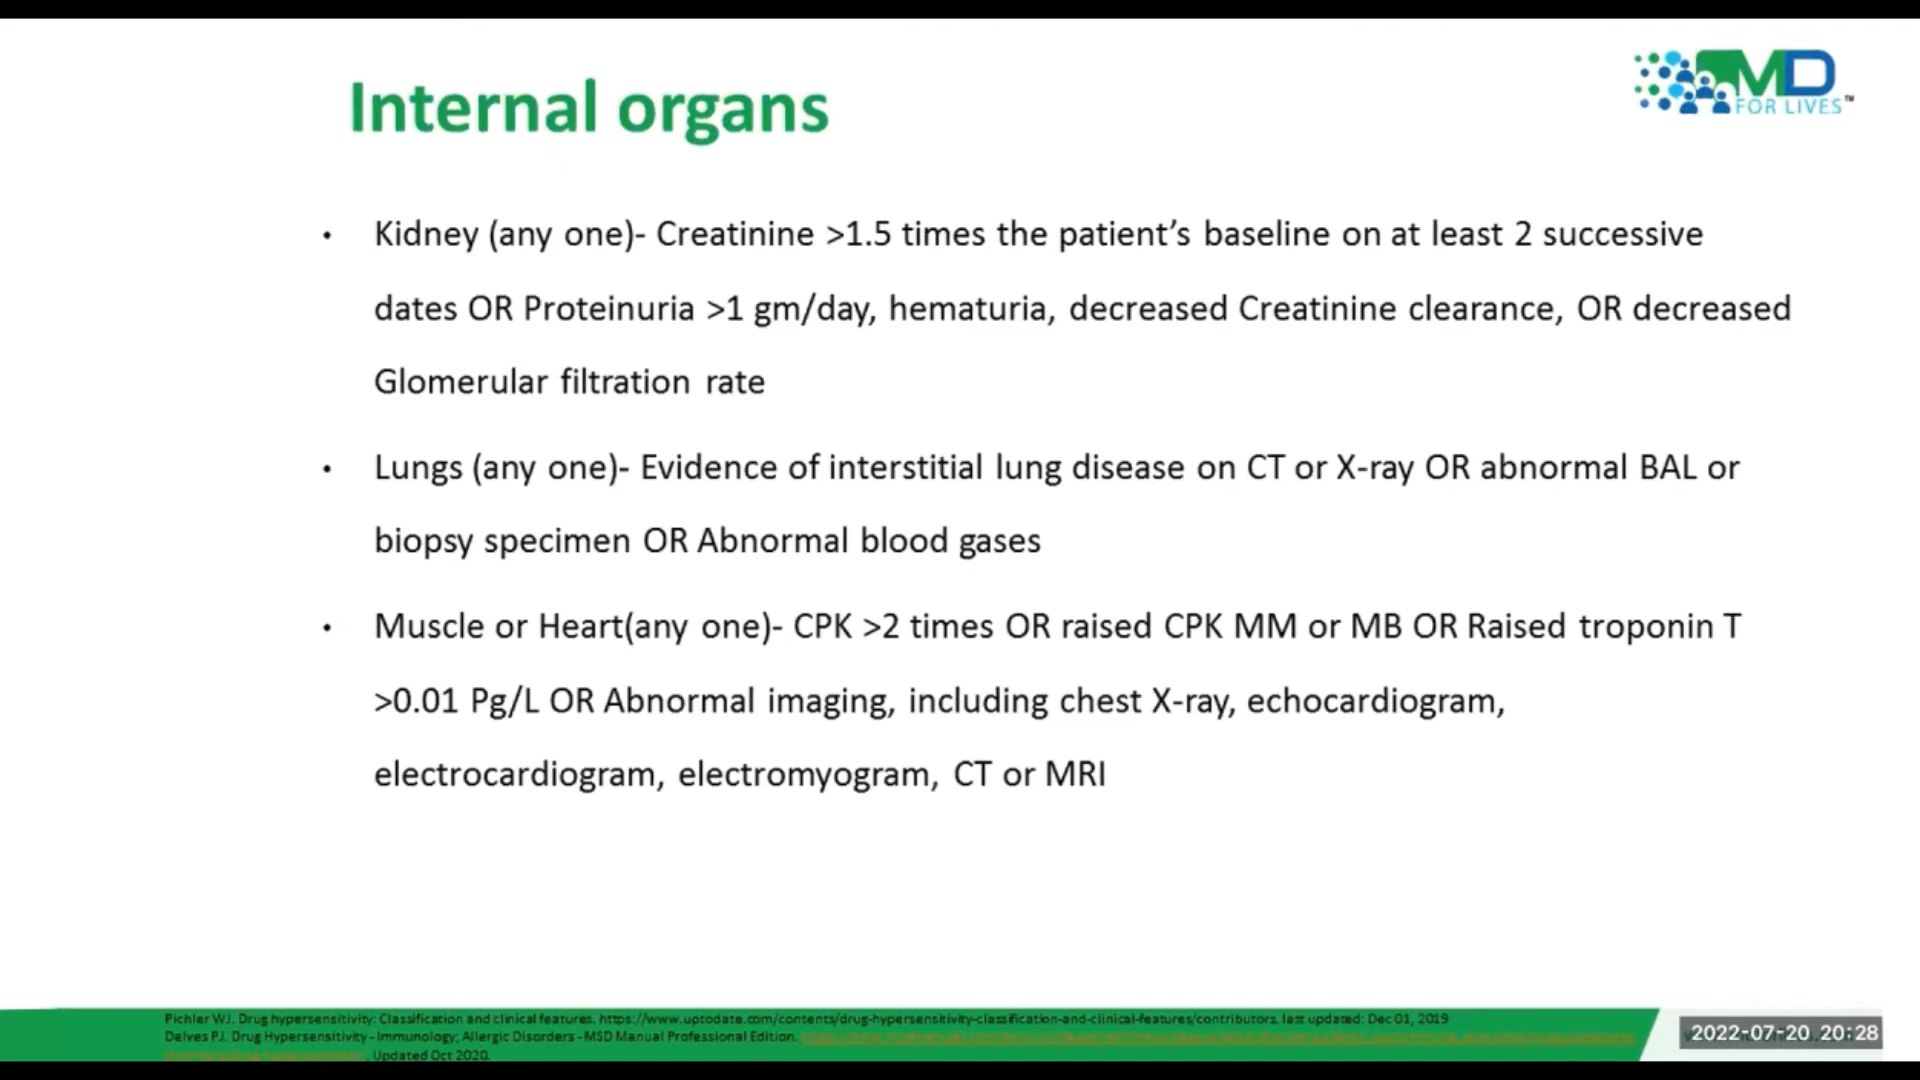 Internal organs
MD
FOR LIVES™
• Kidney (any one)- Creatinine >1.5 times the patient's baseline on at least 2 successive
dates OR Proteinuria >1 gm/day, hematuria, decreased Creatinine clearance, OR decreased
Glomerular filtration rate
• Lungs (any one)- Evidence of interstitial lung disease on CT or X-ray OR abnormal BAL or
biopsy specimen OR Abnormal blood gases
• Muscle or Heart(any one)- CPK >2 times OR raised CPK MM or MB OR Raised troponin T
>0.01 Pg/L OR Abnormal imaging, including chest X-ray, echocardiogram,
electrocardiogram, electromyogram, CT or MRI
Pichler WJ. Drug hypersensitivity: Classification and clinical features. https://www.uptodate.com/contents/drug-hypersensitivity-classification-and-clinical-features/contributors. last updated: Dec 01, 2019
Delves PJ. Drug Hypersensitivity - Immunology; Allergic Disorders - MSD Manual Professional Edition.
. Updated Oct 2020.
2022-07-20 20:28